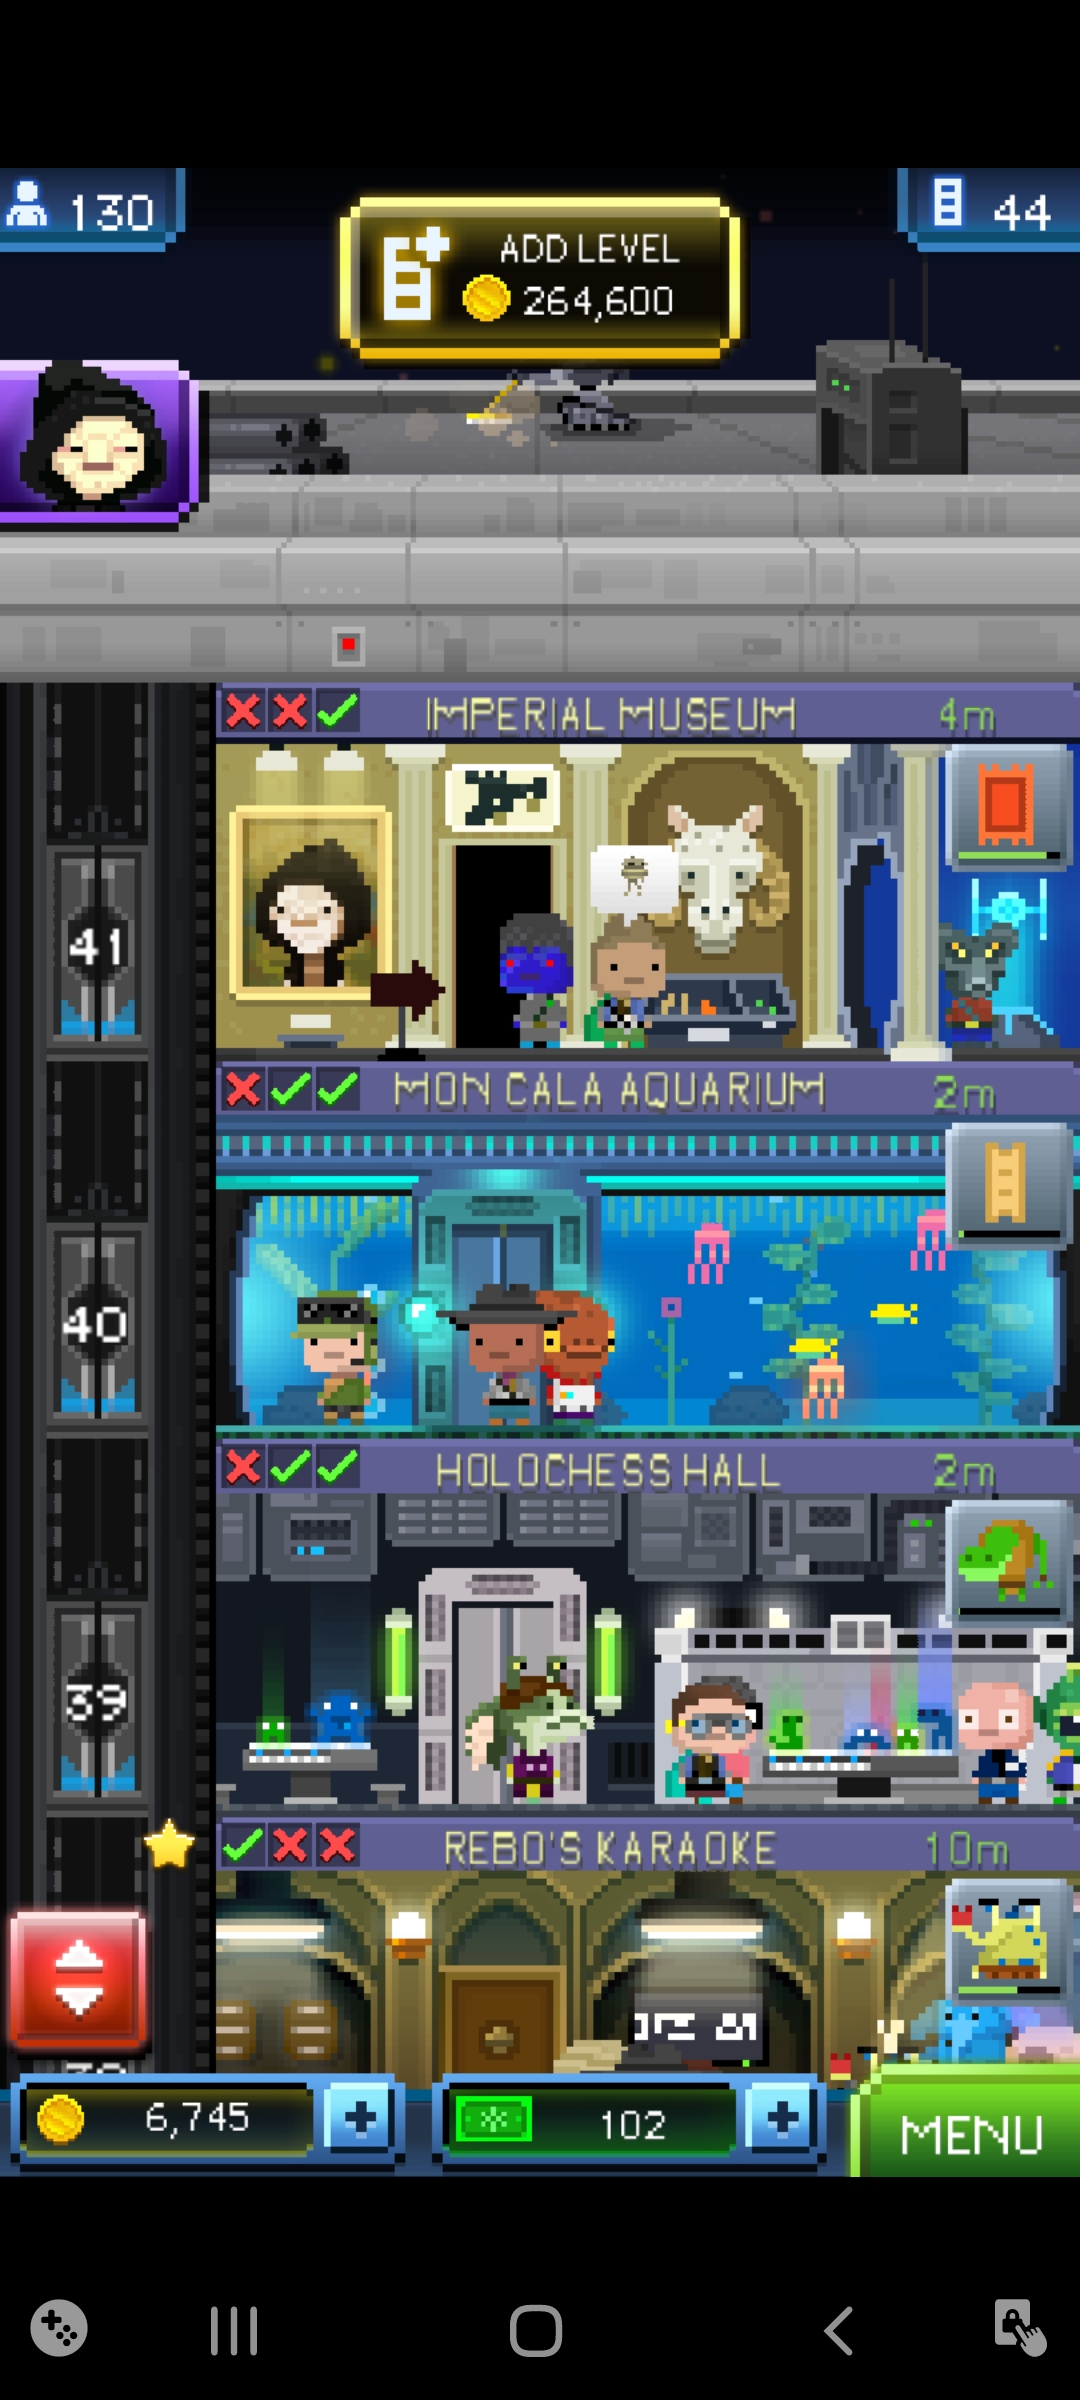 130
ADD LEVEL
264,600
44
IMPERIAL MUSEUM
4m
41
MON CALA AQUARIUM
2m
40
HOLOCHESS HALL
2m
39
REBO'S KARAOKE
10m
6,745
102
MENU